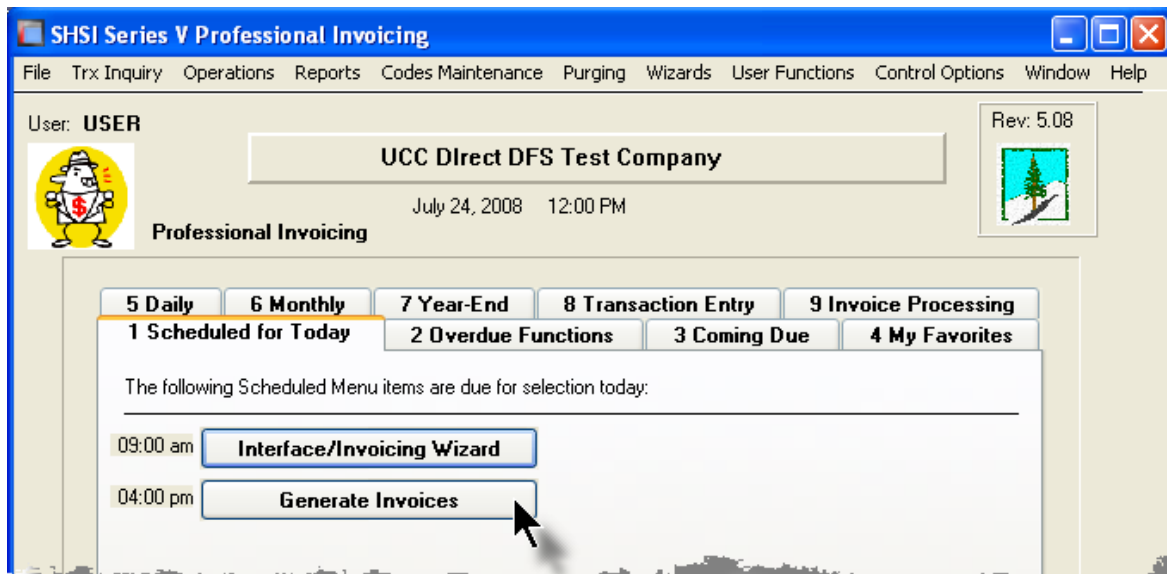 SHSI Series V Professional Invoicing
File Trx Inquiry Operations Reports Codes Maintenance Purging Wizards User Functions Control Options Window Help
User: USER
Rev: 5.08
UCC DIrect DFS Test Company
$
July 24, 2008 12:00 PM
Professional Invoicing
5 Daily 6 Monthly 7 Year-End 8 Transaction Entry 9 Invoice Processing
1 Scheduled for Today 2 Overdue Functions 3 Coming Due 4 My Favorites
The following Scheduled Menu items are due for selection today:
09:00 am Interface/Invoicing Wizard
04:00 pm Generate Invoices